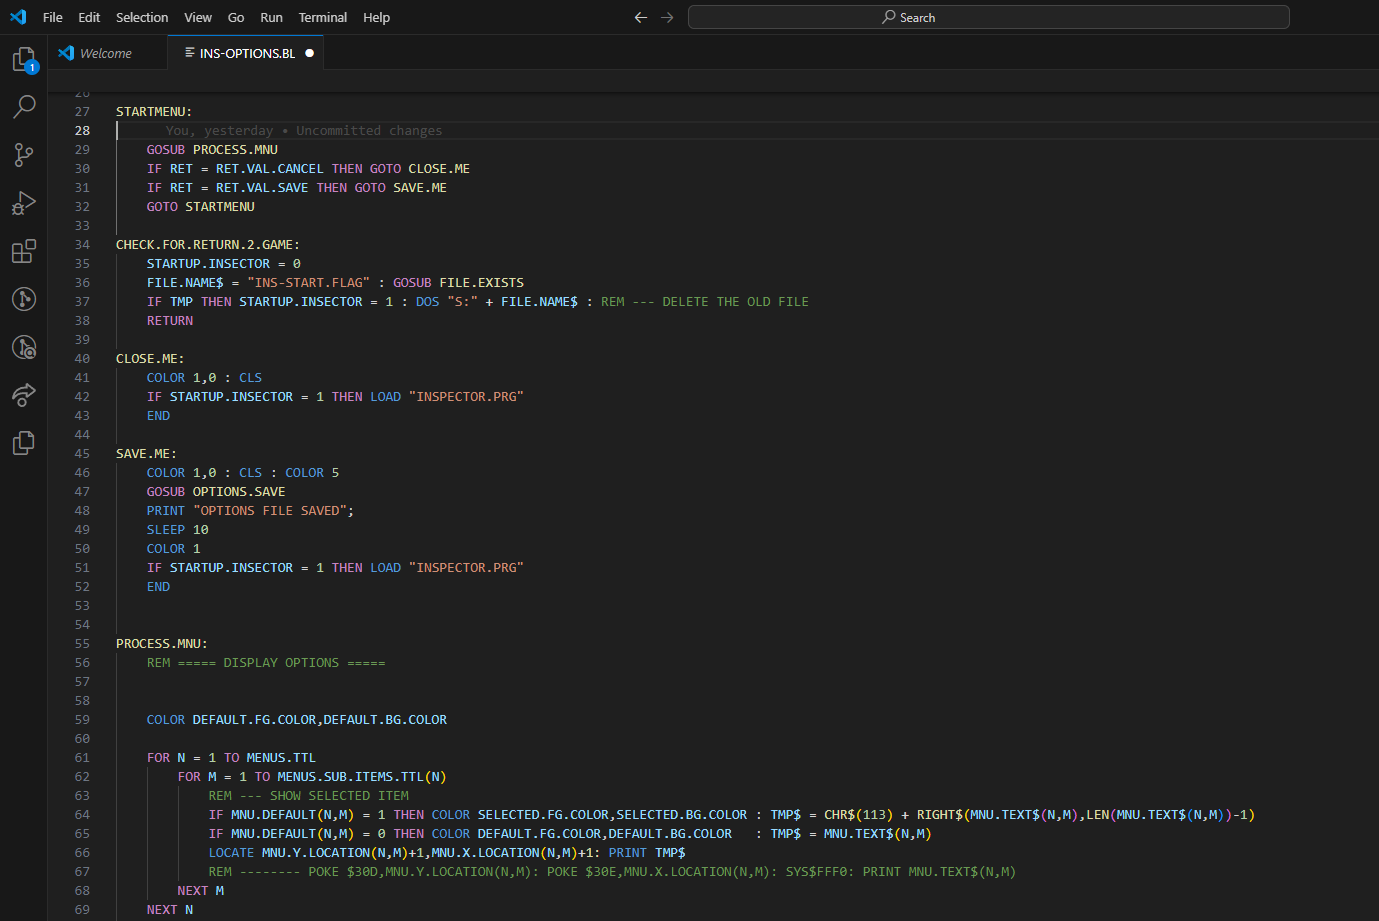 File Edit Selection View Go Run Terminal Help Search
Welcome INS-OPTIONS.BL
1
26
27 STARTMENU:
28 You, yesterday • Uncommitted changes
29 GOSUB PROCESS.MNU
30 IF RET = RET.VAL.CANCEL THEN GOTO CLOSE.ME
31 IF RET = RET.VAL.SAVE THEN GOTO SAVE.ME
32 GOTO STARTMENU
33
34 CHECK.FOR.RETURN.2.GAME:
35 STARTUP.INSECTOR = 0
36 FILE.NAME$ = "INS-START.FLAG" : GOSUB FILE.EXISTS
37 IF TMP THEN STARTUP.INSECTOR = 1 : DOS "S:" + FILE.NAME$ : REM --- DELETE THE OLD FILE
38 RETURN
39
40 CLOSE.ME:
41 COLOR 1,0 : CLS
42 IF STARTUP.INSECTOR = 1 THEN LOAD "INSPECTOR.PRG"
43 END
44
45 SAVE.ME:
46 COLOR 1,0 : CLS : COLOR 5
47 GOSUB OPTIONS.SAVE
48 PRINT "OPTIONS FILE SAVED";
49 SLEEP 10
50 COLOR 1
51 IF STARTUP.INSECTOR = 1 THEN LOAD "INSPECTOR.PRG"
52 END
53
54
55 PROCESS.MNU:
56 REM ===== DISPLAY OPTIONS =====
57
58
59 COLOR DEFAULT.FG.COLOR,DEFAULT.BG.COLOR
60
61 FOR N = 1 TO MENUS.TTL
62 FOR M = 1 TO MENUS.SUB.ITEMS.TTL(N)
63 REM --- SHOW SELECTED ITEM
64 IF MNU.DEFAULT(N,M) = 1 THEN COLOR SELECTED.FG.COLOR,SELECTED.BG.COLOR : TMP$ = CHR$(113) + RIGHT$(MNU.TEXT$(N,M),LEN(MNU.TEXT$(N,M))-1)
65 IF MNU.DEFAULT(N,M) = 0 THEN COLOR DEFAULT.FG.COLOR,DEFAULT.BG.COLOR : TMP$ = MNU.TEXT$(N,M)
66 LOCATE MNU.Y.LOCATION(N,M)+1,MNU.X.LOCATION(N,M)+1: PRINT TMP$
67 REM -------- POKE $30D,MNU.Y.LOCATION(N,M): POKE $30E,MNU.X.LOCATION(N,M): SYS$FFF0: PRINT MNU.TEXT$(N,M)
68 NEXT M
69 NEXT N